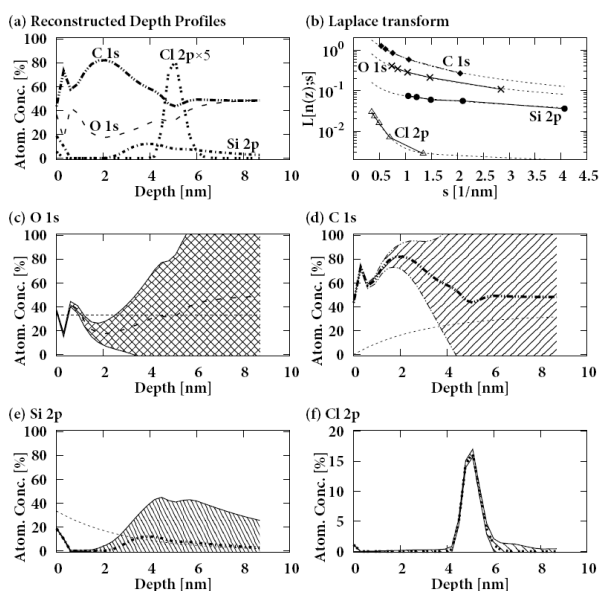 (a) Reconstructed Depth Profiles
100
80
60
40
20
0
Atom. Conc. [%]
C 1s
Cl 2p×5
O 1s
Si 2p
0 2 4 6 8 10
Depth [nm]
(b) Laplace transform
10⁰
10⁻¹
10⁻²
L[n(z);s]
O 1s
C 1s
Si 2p
Cl 2p
0.0 0.5 1.0 1.5 2.0 2.5 3.0 3.5 4.0 4.5
s [1/nm]
(c) O 1s
100
80
60
40
20
0
Atom. Conc. [%]
0 2 4 6 8 10
Depth [nm]
(d) C 1s
100
80
60
40
20
0
Atom. Conc. [%]
0 2 4 6 8 10
Depth [nm]
(e) Si 2p
100
80
60
40
20
0
Atom. Conc. [%]
0 2 4 6 8 10
Depth [nm]
(f) Cl 2p
20
15
10
5
0
Atom. Conc. [%]
0 2 4 6 8 10
Depth [nm]